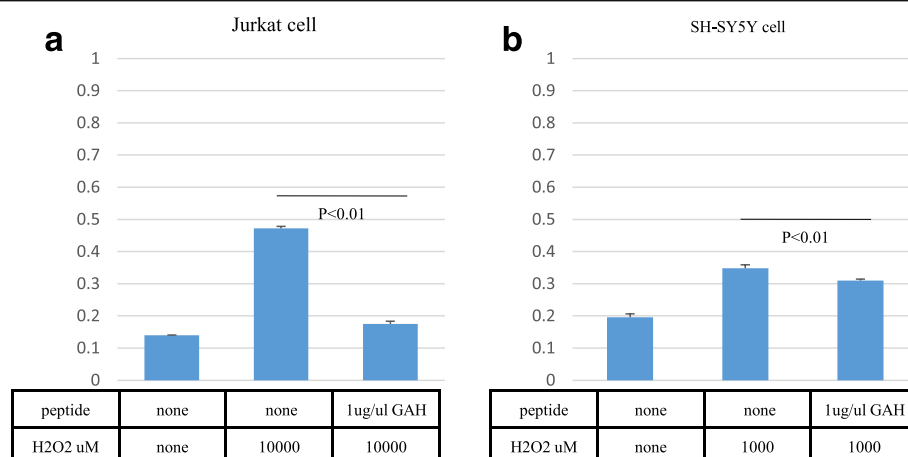 a
Jurkat cell
1
0.9
0.8
0.7
0.6
0.5
0.4
0.3
0.2
0.1
0
P<0.01
peptide none none 1ug/ul GAH
H2O2 uM none 10000 10000
b
SH-SY5Y cell
1
0.9
0.8
0.7
0.6
0.5
0.4
0.3
0.2
0.1
0
P<0.01
peptide none none 1ug/ul GAH
H2O2 uM none 1000 1000